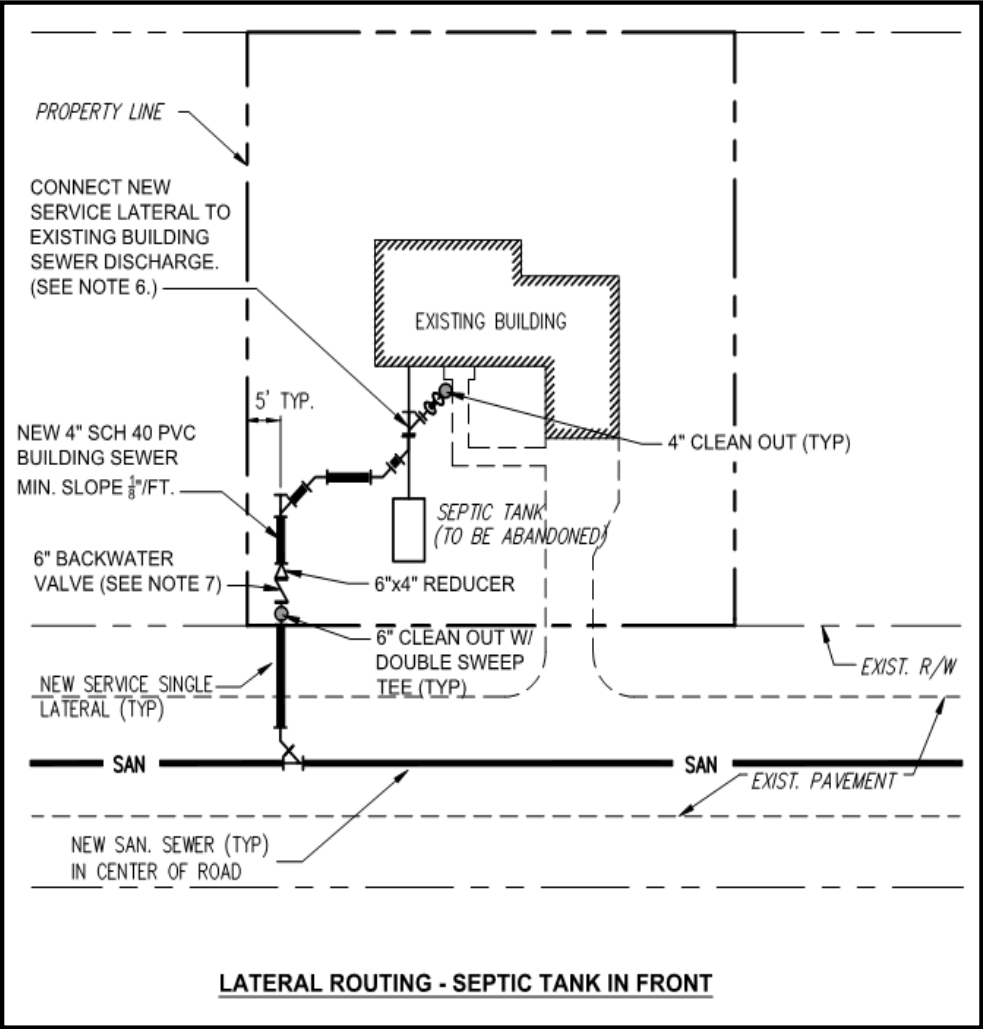 PROPERTY LINE
CONNECT NEW
SERVICE LATERAL TO
EXISTING BUILDING
SEWER DISCHARGE.
(SEE NOTE 6.)
EXISTING BUILDING
5' TYP.
NEW 4" SCH 40 PVC
BUILDING SEWER
MIN. SLOPE 1/8"/FT.
4" CLEAN OUT (TYP)
SEPTIC TANK
(TO BE ABANDONED)
6" BACKWATER
VALVE (SEE NOTE 7)
6"x4" REDUCER
6" CLEAN OUT W/
DOUBLE SWEEP
TEE (TYP)
EXIST. R/W
NEW SERVICE SINGLE
LATERAL (TYP)
SAN
SAN
EXIST. PAVEMENT
NEW SAN. SEWER (TYP)
IN CENTER OF ROAD
LATERAL ROUTING - SEPTIC TANK IN FRONT